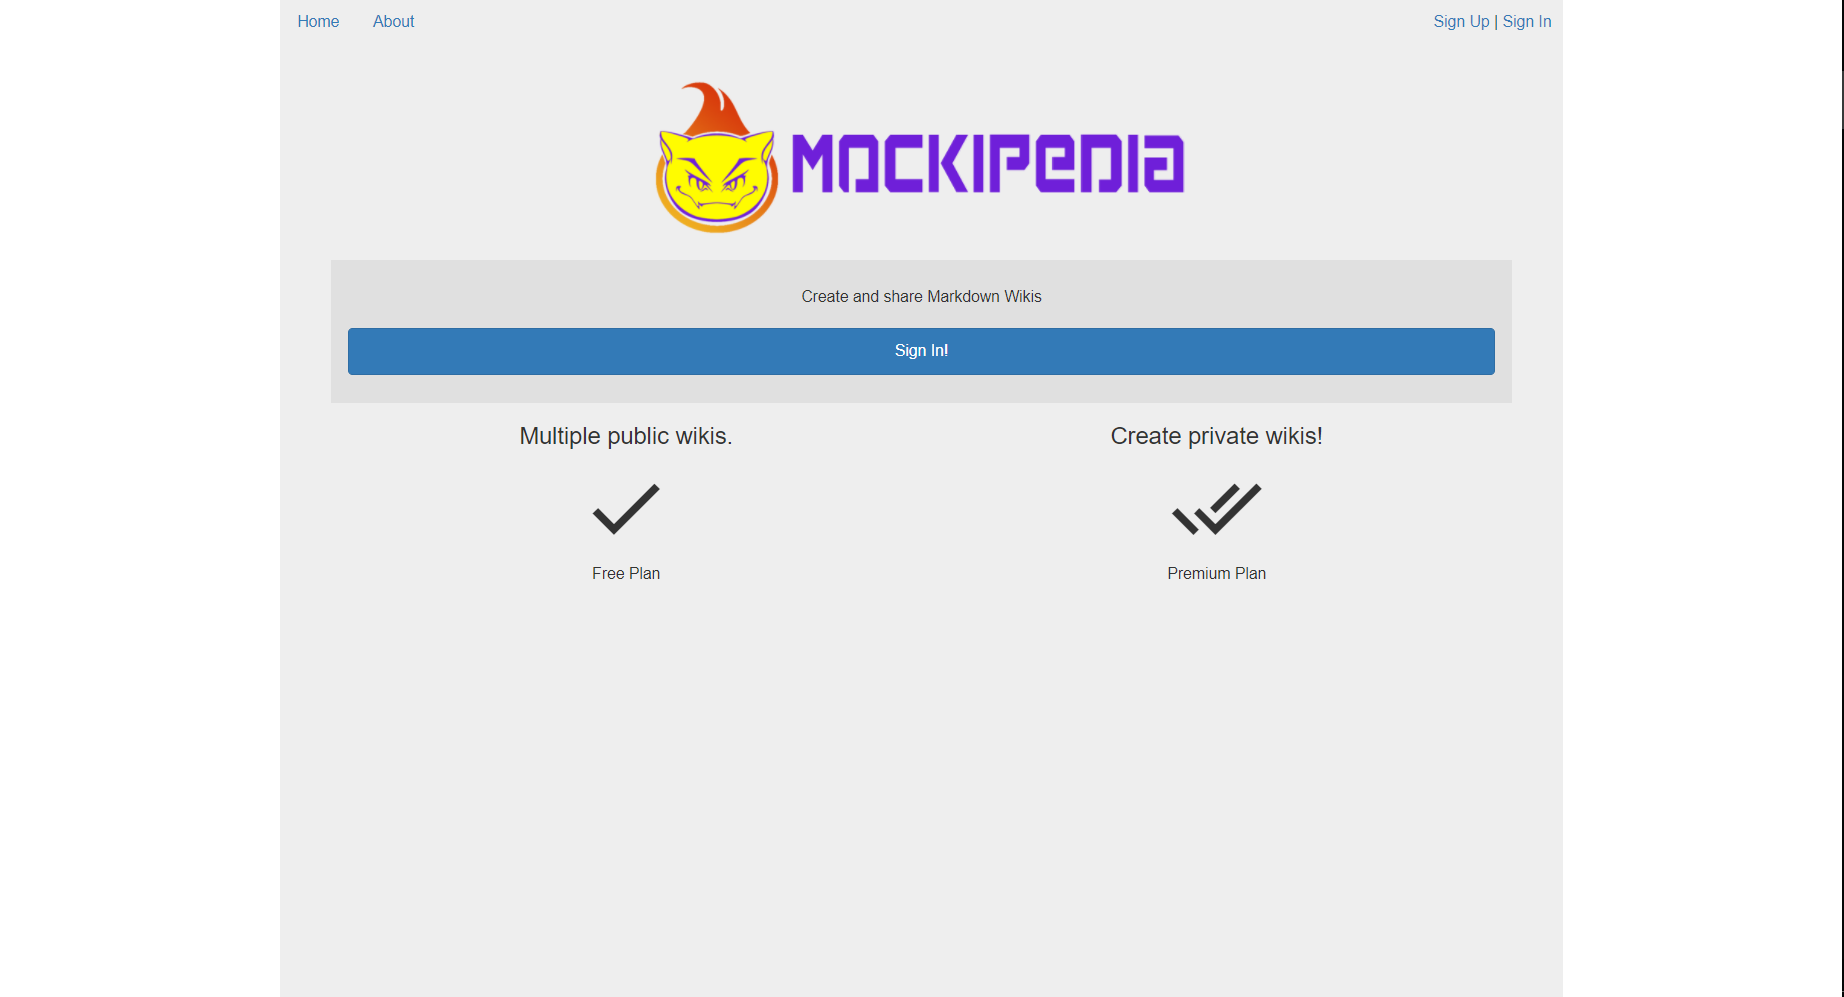 Home About Sign Up | Sign In
MOCKIPEDIA
Create and share Markdown Wikis
Sign In!
Multiple public wikis. Create private wikis!
Free Plan Premium Plan